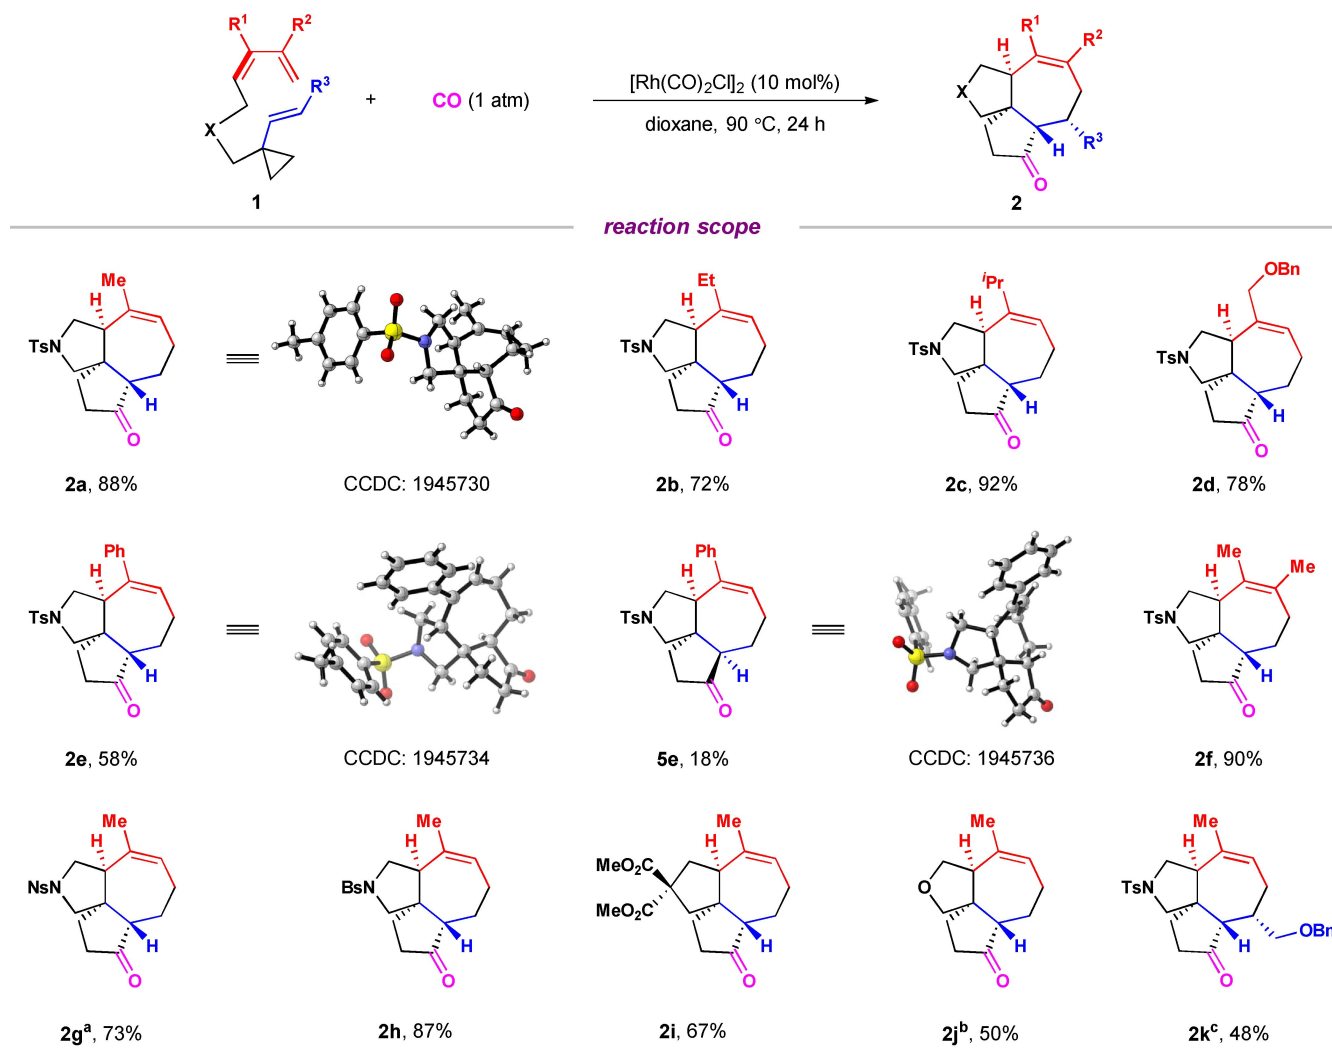 R¹ R²
R³
X
1
+
CO (1 atm)
[Rh(CO)₂Cl]₂ (10 mol%)
dioxane, 90 °C, 24 h
R¹
H R²
X
H R³
O
2
reaction scope
Me
H
TsN
H
O
2a, 88%
CCDC: 1945730
Et
H
TsN
H
O
2b, 72%
ⁱPr
H
TsN
H
O
2c, 92%
OBn
H
TsN
H
O
2d, 78%
Ph
H
TsN
H
O
2e, 58%
CCDC: 1945734
Ph
H
TsN
H
O
5e, 18%
CCDC: 1945736
Me
H Me
TsN
H
O
2f, 90%
Me
H
NsN
H
O
2gᵃ, 73%
Me
H
BsN
H
O
2h, 87%
Me
H
MeO₂C
MeO₂C
H
O
2i, 67%
Me
H
O
H
O
2jᵇ, 50%
Me
H
TsN
H OBn
O
2kᶜ, 48%